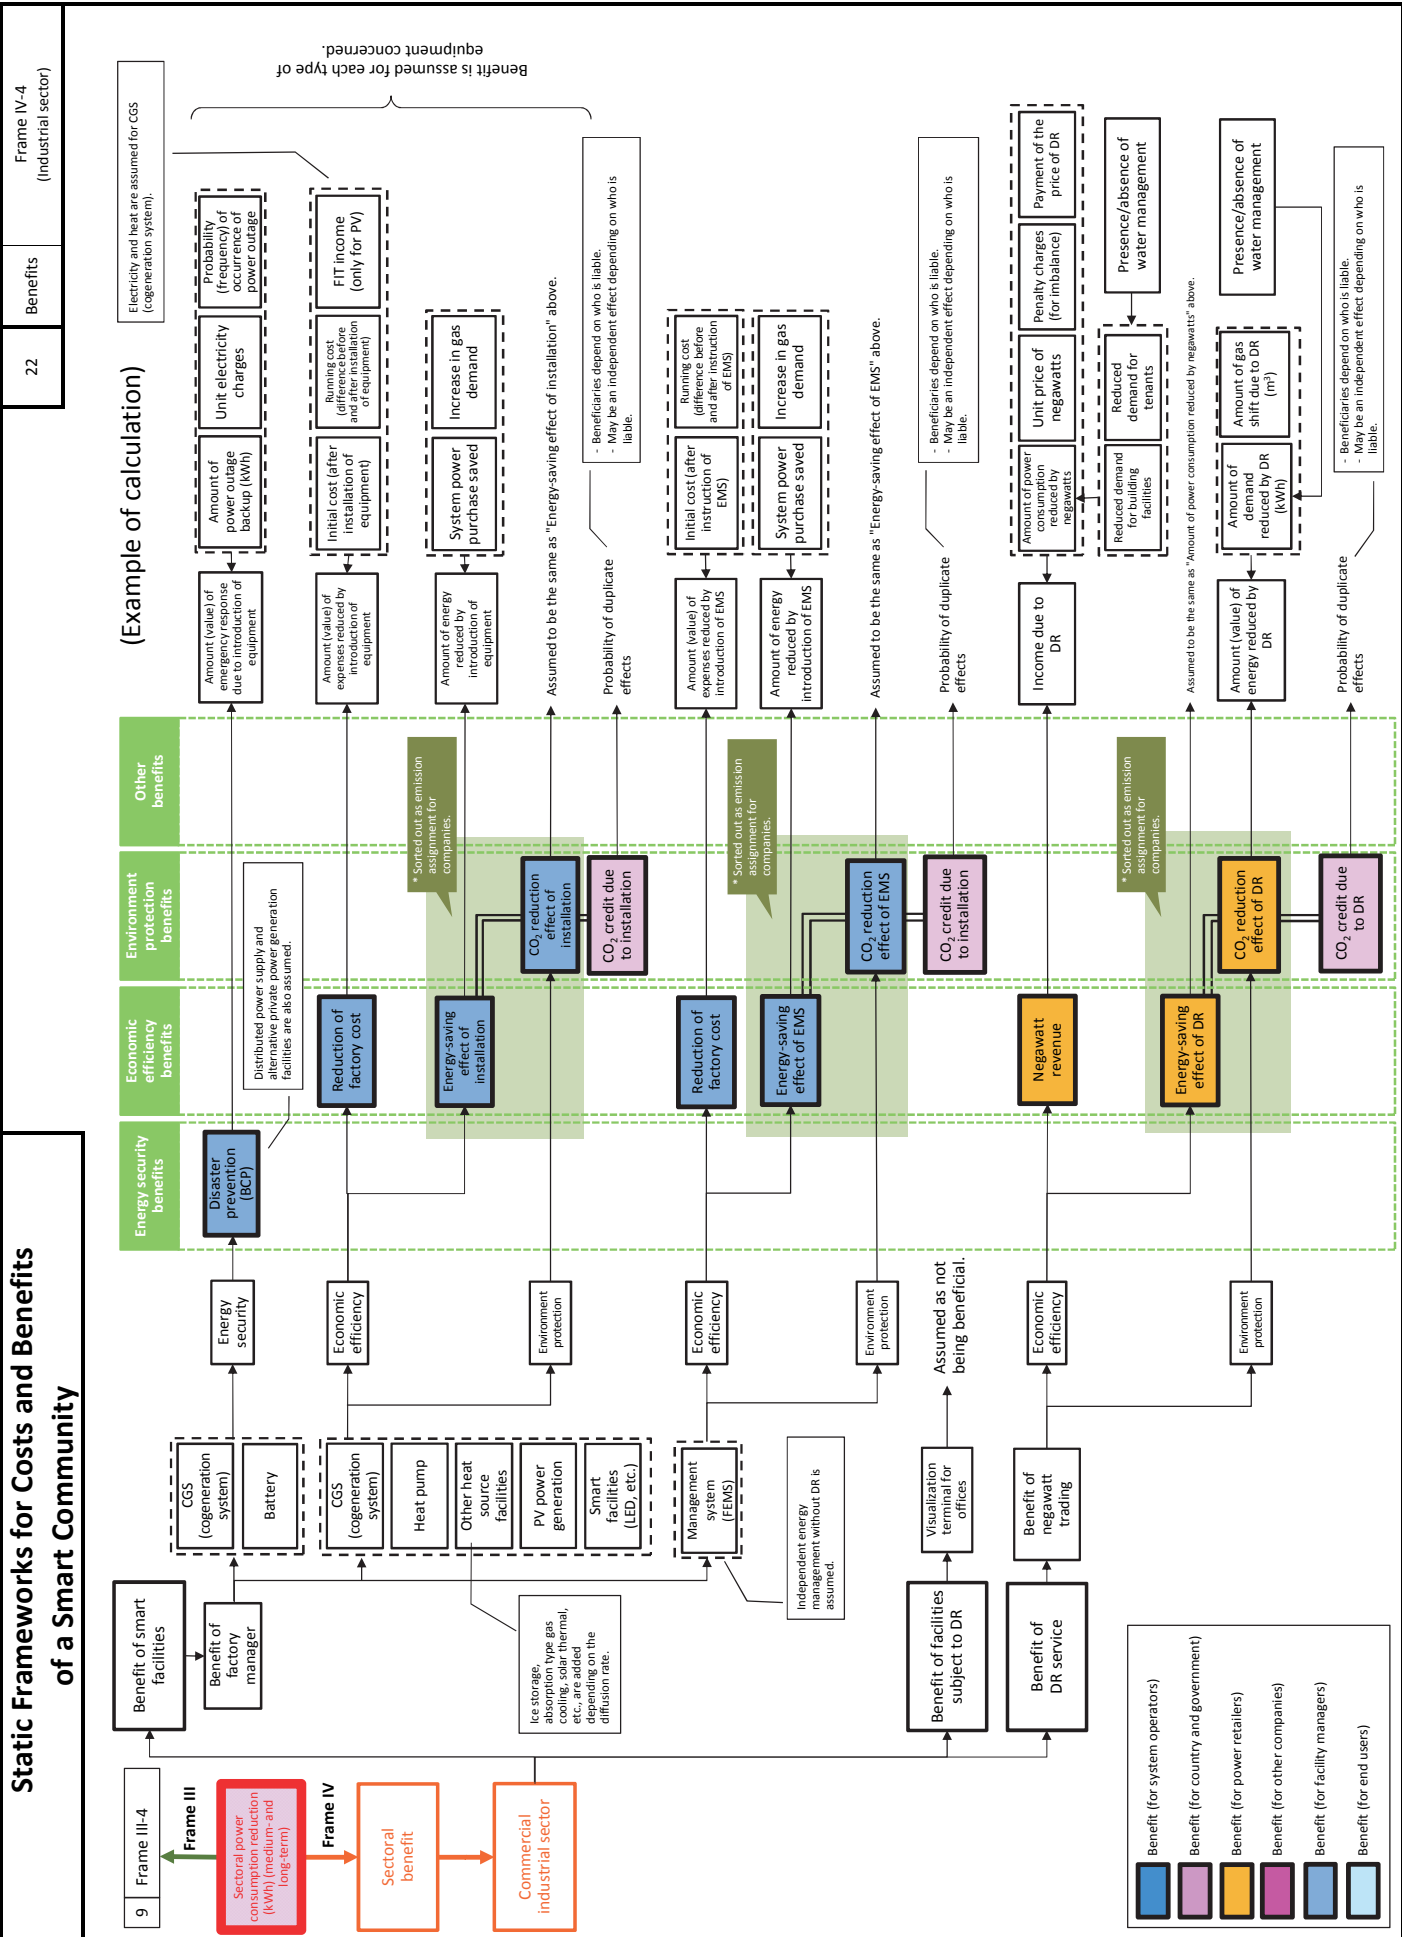 Static Frameworks for Costs and Benefits
of a Smart Community
22
Benefits
Frame IV-4
(Industrial sector)
9
Frame III-4
Frame III
Sectoral power
consumption reduction
(kWh) (medium- and
long-term)
Frame IV
Sectoral
benefit
Commercial
industrial sector
Benefit of smart
facilities
Benefit of
factory
manager
Ice storage,
absorption type gas
cooling, solar thermal,
etc., are added
depending on the
diffusion rate.
Benefit of facilities
subject to DR
Benefit of
DR service
CGS
(cogeneration
system)
Battery
CGS
(cogeneration
system)
Heat pump
Other heat
source
facilities
PV power
generation
Smart
facilities
(LED, etc.)
Management
system
(FEMS)
Independent energy
management without DR is
assumed.
Visualization
terminal for
offices
Benefit of
negawatt
trading
Energy
security
Economic
efficiency
Environment
protection
Economic
efficiency
Environment
protection
Assumed as not
being beneficial.
Economic
efficiency
Environment
protection
Energy security
benefits
Economic
efficiency
benefits
Environment
protection
benefits
Other
benefits
Disaster
prevention
(BCP)
Distributed power supply and
alternative private power generation
facilities are also assumed.
Reduction of
factory cost
Energy-saving
effect of
installation
CO2 reduction
effect of
installation
CO2 credit due
to installation
* Sorted out as emission
assignment for
companies.
Reduction of
factory cost
Energy-saving
effect of EMS
CO2 reduction
effect of EMS
CO2 credit due
to installation
* Sorted out as emission
assignment for
companies.
Negawatt
revenue
Energy-saving
effect of DR
CO2 reduction
effect of DR
CO2 credit due
to DR
* Sorted out as emission
assignment for
companies.
(Example of calculation)
Electricity and heat are assumed for CGS
(cogeneration system).
Benefit is assumed for each type of
equipment concerned.
Amount (value) of
emergency response
due to introduction of
equipment
Amount of
power outage
backup (kWh)
Unit electricity
charges
Probability
(frequency) of
occurrence of
power outage
Amount (value) of
expenses reduced by
introduction of
equipment
Initial cost (after
installation of
equipment)
Running cost
(difference before
and after installation
of equipment)
FIT income
(only for PV)
Amount of energy
reduced by
introduction of
equipment
System power
purchase saved
Increase in gas
demand
Assumed to be the same as "Energy-saving effect of installation" above.
Probability of duplicate
effects
- Beneficiaries depend on who is liable.
- May be an independent effect depending on who is
liable.
Amount (value) of
expenses reduced by
introduction of EMS
Initial cost (after
instruction of
EMS)
Running cost
(difference before
and after instruction
of EMS)
Amount of energy
reduced by
introduction of EMS
System power
purchase saved
Increase in gas
demand
Assumed to be the same as "Energy-saving effect of EMS" above.
Probability of duplicate
effects
- Beneficiaries depend on who is liable.
- May be an independent effect depending on who is
liable.
Income due to
DR
Amount of power
consumption
reduced by
negawatts
Unit price of
negawatts
Penalty charges
(for imbalance)
Payment of the
price of DR
Reduced demand
for building
facilities
Reduced
demand for
tenants
Presence/absence of
water management
Assumed to be the same as "Amount of power consumption reduced by negawatts" above.
Amount (value) of
energy reduced by
DR
Amount of
demand
reduced by DR
(kWh)
Amount of gas
shift due to DR
(m3)
Presence/absence of
water management
Probability of duplicate
effects
- Beneficiaries depend on who is liable.
- May be an independent effect depending on who is
liable.
Benefit (for system operators)
Benefit (for country and government)
Benefit (for power retailers)
Benefit (for other companies)
Benefit (for facility managers)
Benefit (for end users)